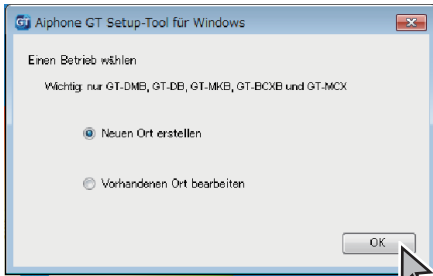 GT Aiphone GT Setup-Tool für Windows
Einen Betrieb wählen
Wichtig: nur GT-DMB, GT-DB, GT-MKB, GT-BCXB und GT-MCX
Neuen Ort erstellen
Vorhandenen Ort bearbeiten
OK